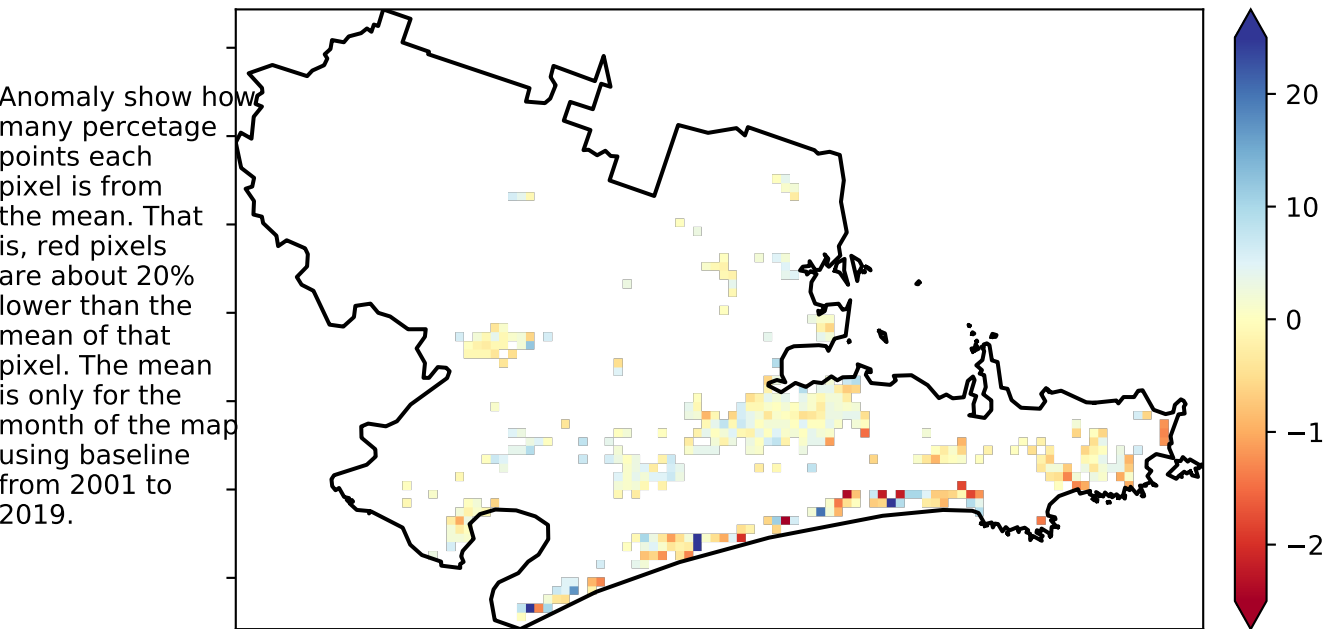 Anomaly show how
many percetage
points each
pixel is from
the mean. That
is, red pixels
are about 20%
lower than the
mean of that
pixel. The mean
is only for the
month of the map
using baseline
from 2001 to
2019.
20
10
0
−1
−2